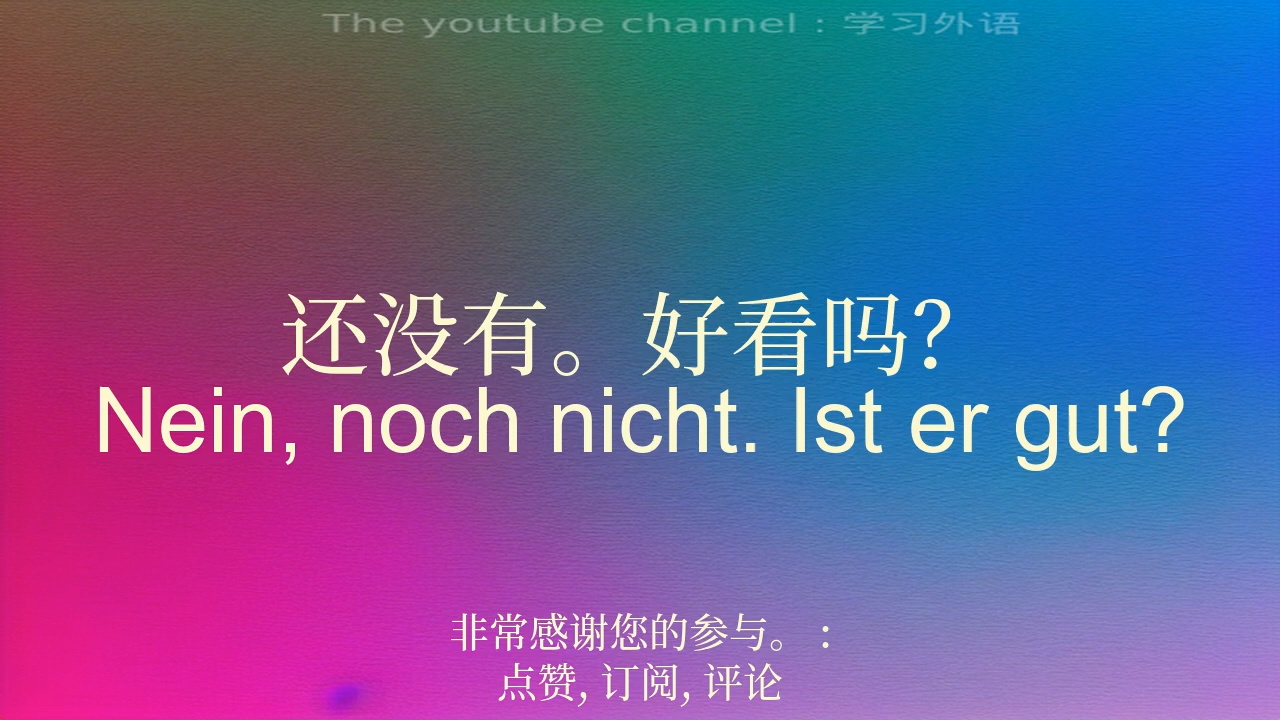 The youtube channel : 学习外语
还没有。好看吗?
Nein, noch nicht. Ist er gut?
非常感谢您的参与。 :
点赞, 订阅, 评论